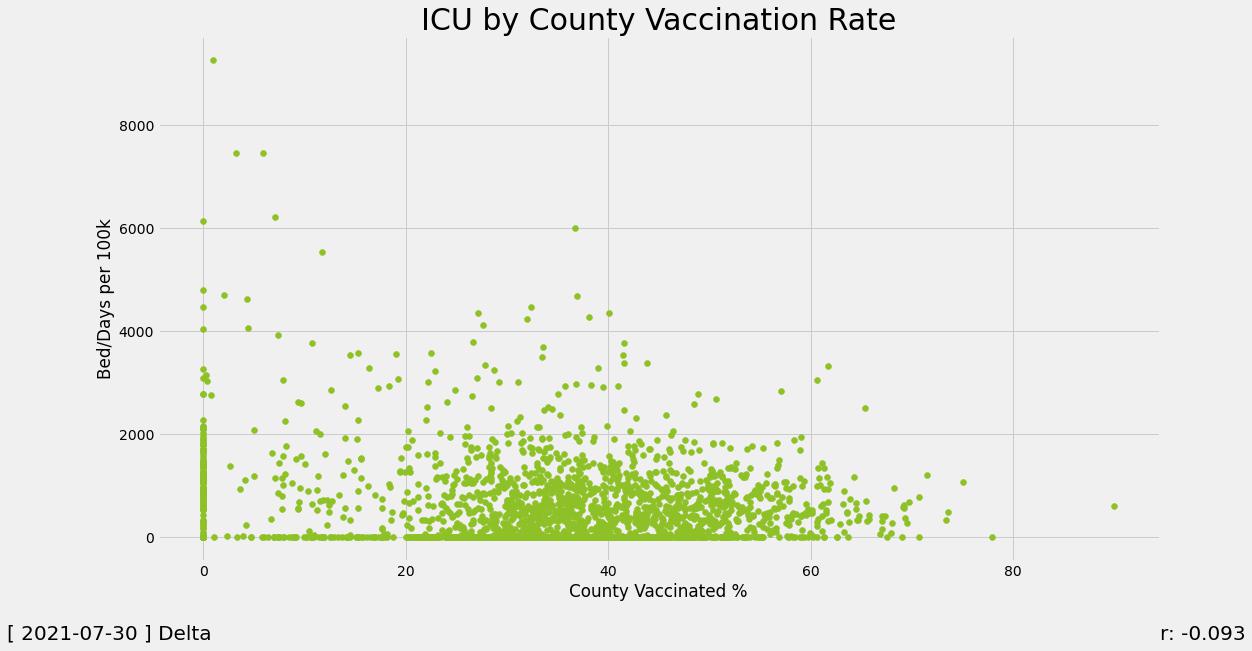 ICU by County Vaccination Rate
8000
6000
4000
2000
0
Bed/Days per 100k
0 20 40 60 80
County Vaccinated %
[ 2021-07-30 ] Delta
r: -0.093